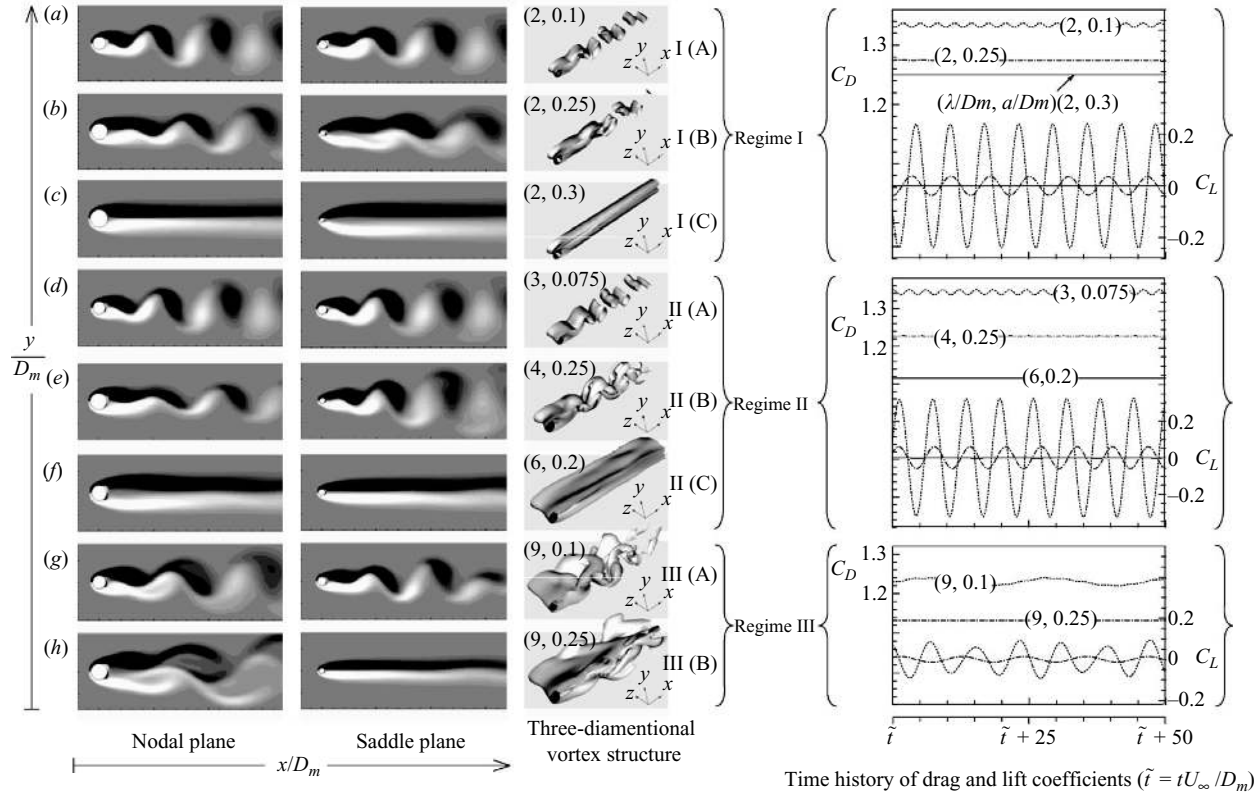 y
D_m
(a)
(b)
(c)
(d)
(e)
(f)
(g)
(h)
Nodal plane
Saddle plane
x/D_m
(2, 0.1)
y
z
x
I (A)
(2, 0.25)
y
z
x
I (B)
(2, 0.3)
y
z
x
I (C)
(3, 0.075)
y
z
x
II (A)
(4, 0.25)
y
z
x
II (B)
(6, 0.2)
y
z
x
II (C)
(9, 0.1)
y
z
x
III (A)
(9, 0.25)
y
z
x
III (B)
Three-diamentional
vortex structure
Regime I
Regime II
Regime III
1.3
C_D
1.2
(2, 0.1)
(2, 0.25)
(λ/Dm, a/Dm)(2, 0.3)
0.2
0
C_L
–0.2
1.3
C_D
1.2
(3, 0.075)
(4, 0.25)
(6,0.2)
0.2
0
C_L
–0.2
1.3
C_D
1.2
(9, 0.1)
(9, 0.25)
0.2
0
C_L
–0.2
t̃
t̃ + 25
t̃ + 50
Time history of drag and lift coefficients (t̃ = tU_∞ /D_m)